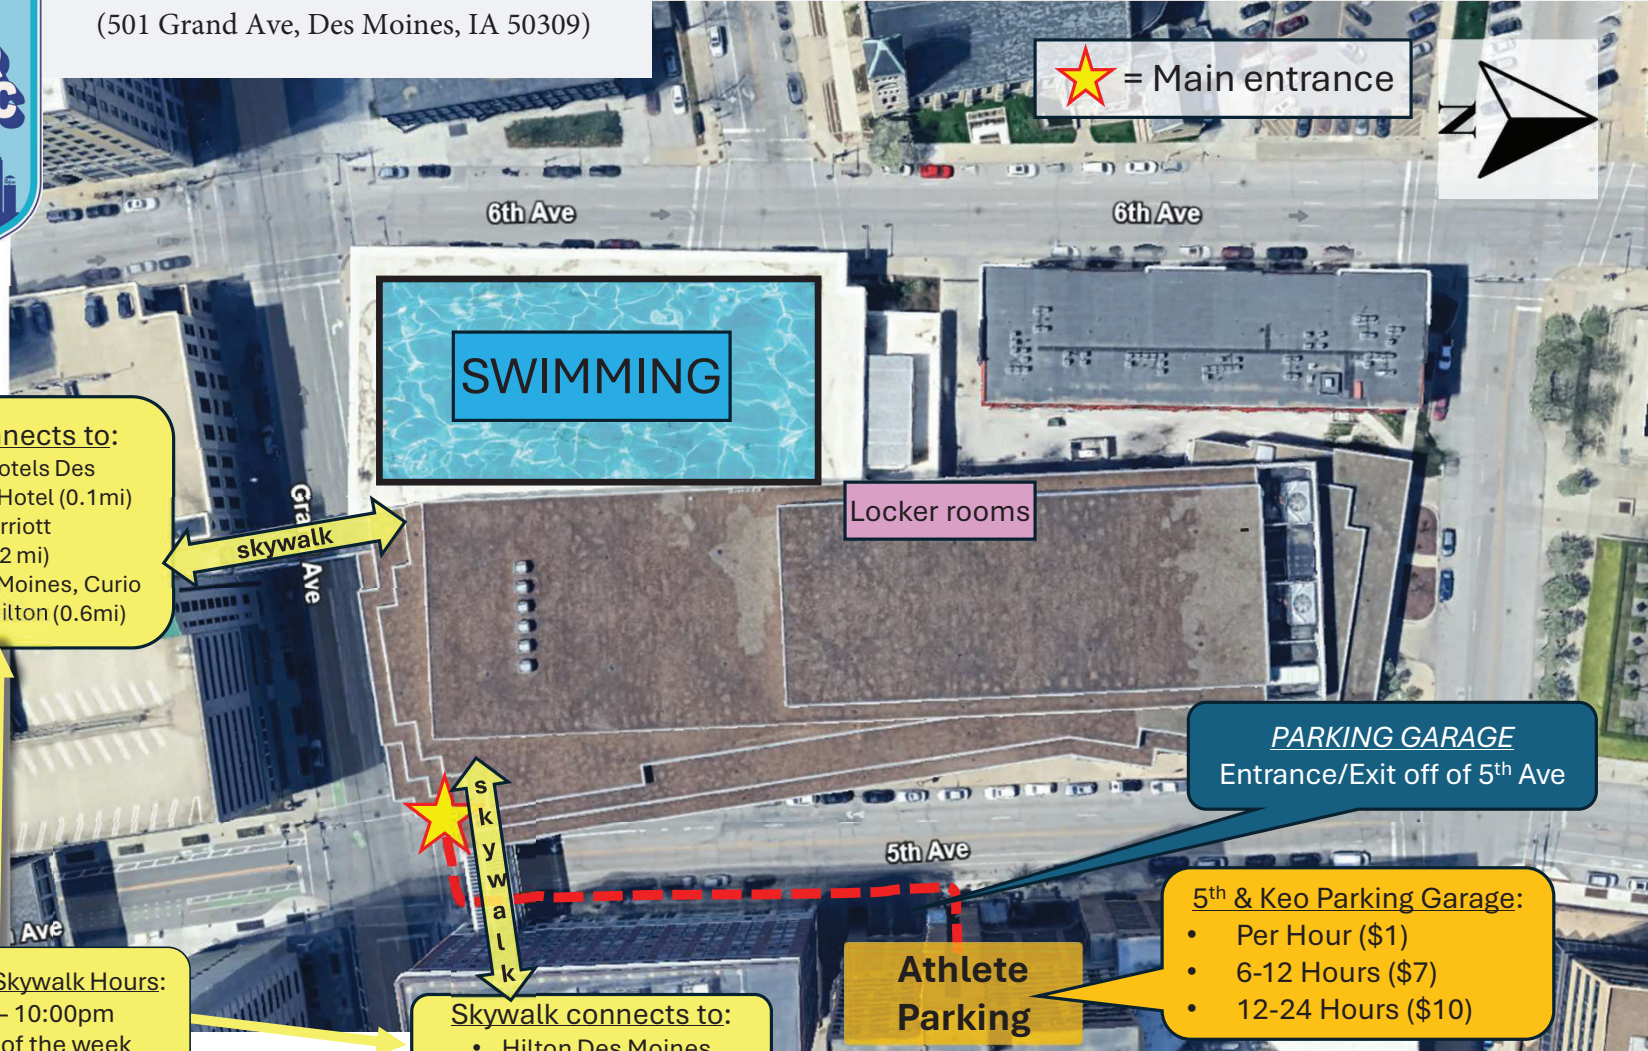 (501 Grand Ave, Des Moines, IA 50309)
C
= Main entrance
N
6th Ave
6th Ave
SWIMMING
nnects to:
otels Des
Hotel (0.1mi)
rriott
2 mi)
Moines, Curio
ilton (0.6mi)
Gra
Ave
skywalk
Locker rooms
PARKING GARAGE
Entrance/Exit off of 5th Ave
skywalk
5th Ave
5th & Keo Parking Garage:
• Per Hour ($1)
• 6-12 Hours ($7)
• 12-24 Hours ($10)
Athlete
Parking
Ave
Skywalk Hours:
– 10:00pm
of the week
Skywalk connects to:
• Hilton Des Moines